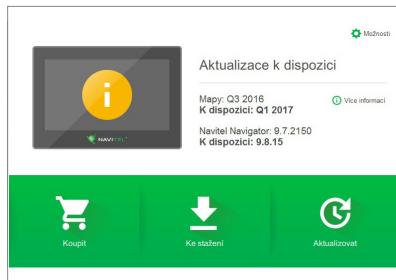 Možnosti
Aktualizace k dispozici
Mapy: Q3 2016
K dispozici: Q1 2017
Více informací
Navitel Navigator: 9.7.2150
K dispozici: 9.8.15
NAVITEL
Koupit
Ke stažení
Aktualizovat